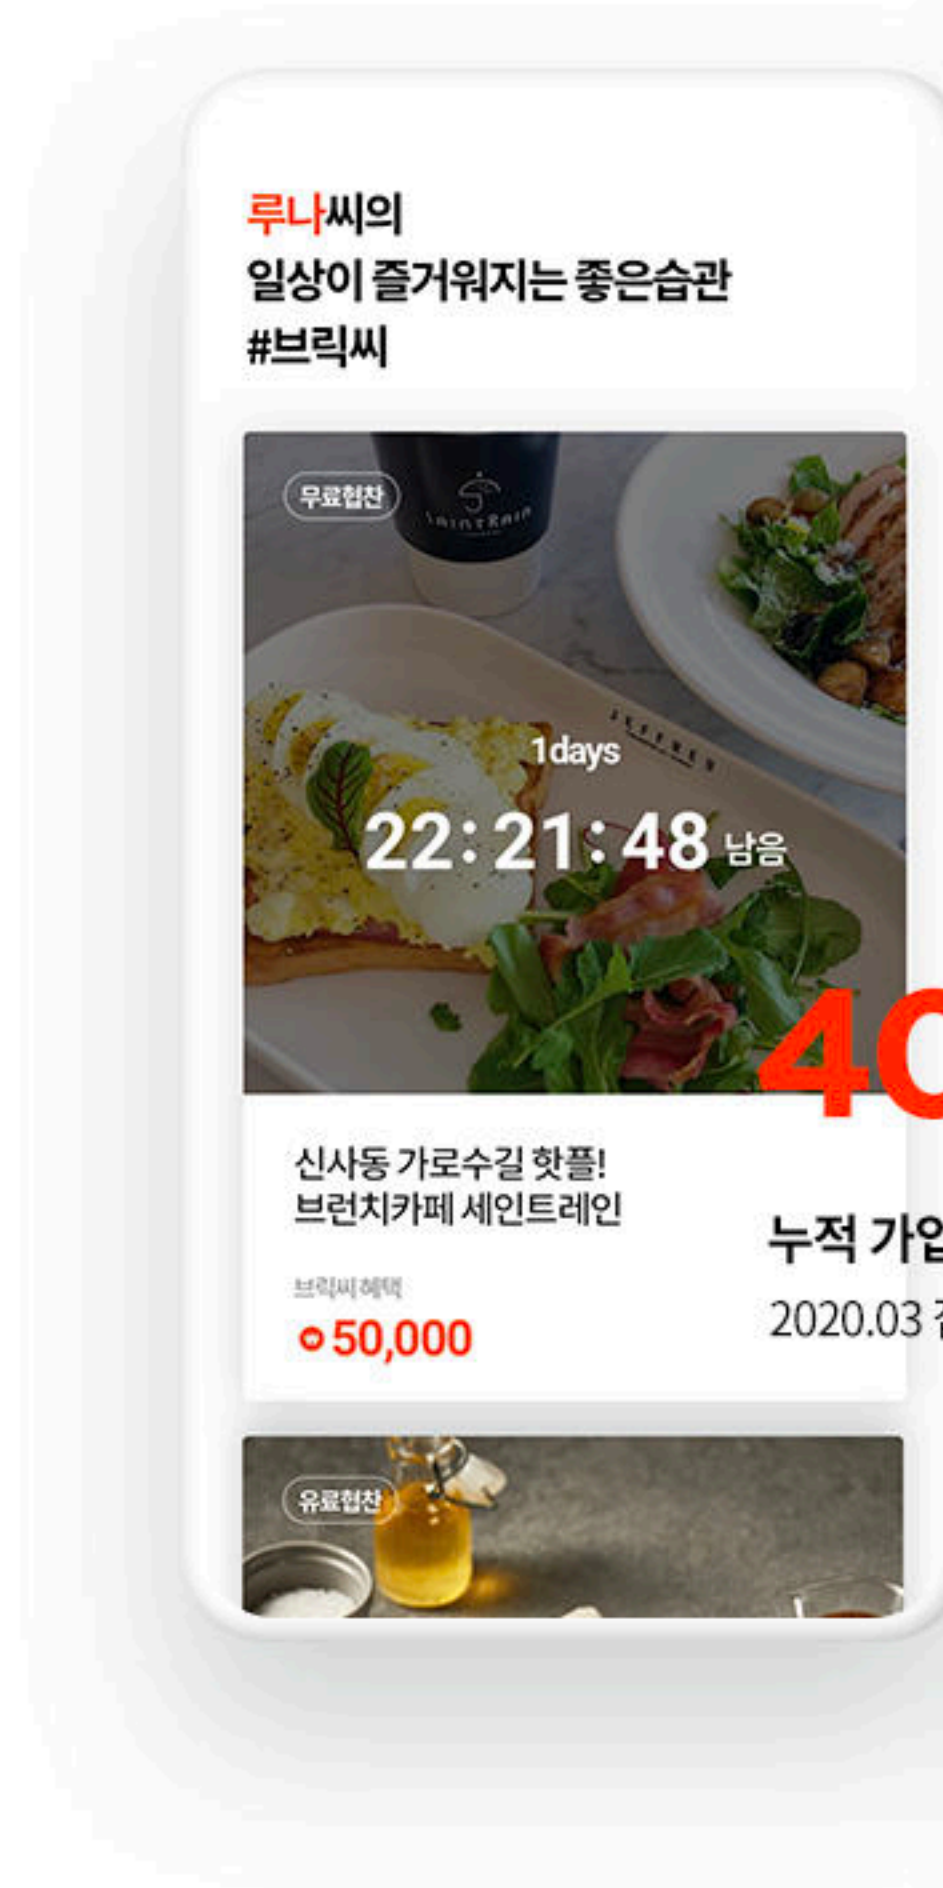 루나씨의
일상이 즐거워지는 좋은습관
#브릭씨
무료협찬
SAINTRAIN
JEFFREY
1days
22:21:48 남음
40
신사동 가로수길 핫플!
브런치카페 세인트레인
누적
브릭씨 혜택
50,000
2020.03
유료협찬